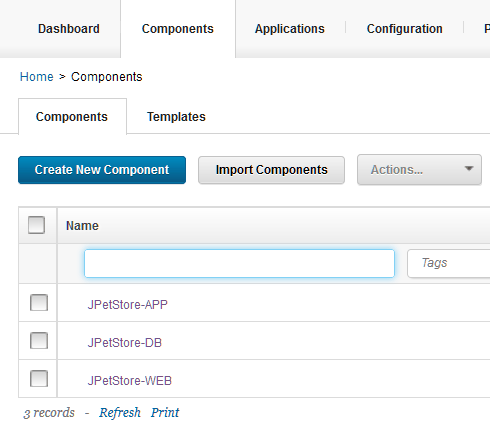 Dashboard Components Applications Configuration P
Home > Components
Components Templates
Create New Component Import Components Actions...
Name
Tags
JPetStore-APP
JPetStore-DB
JPetStore-WEB
3 records - Refresh Print